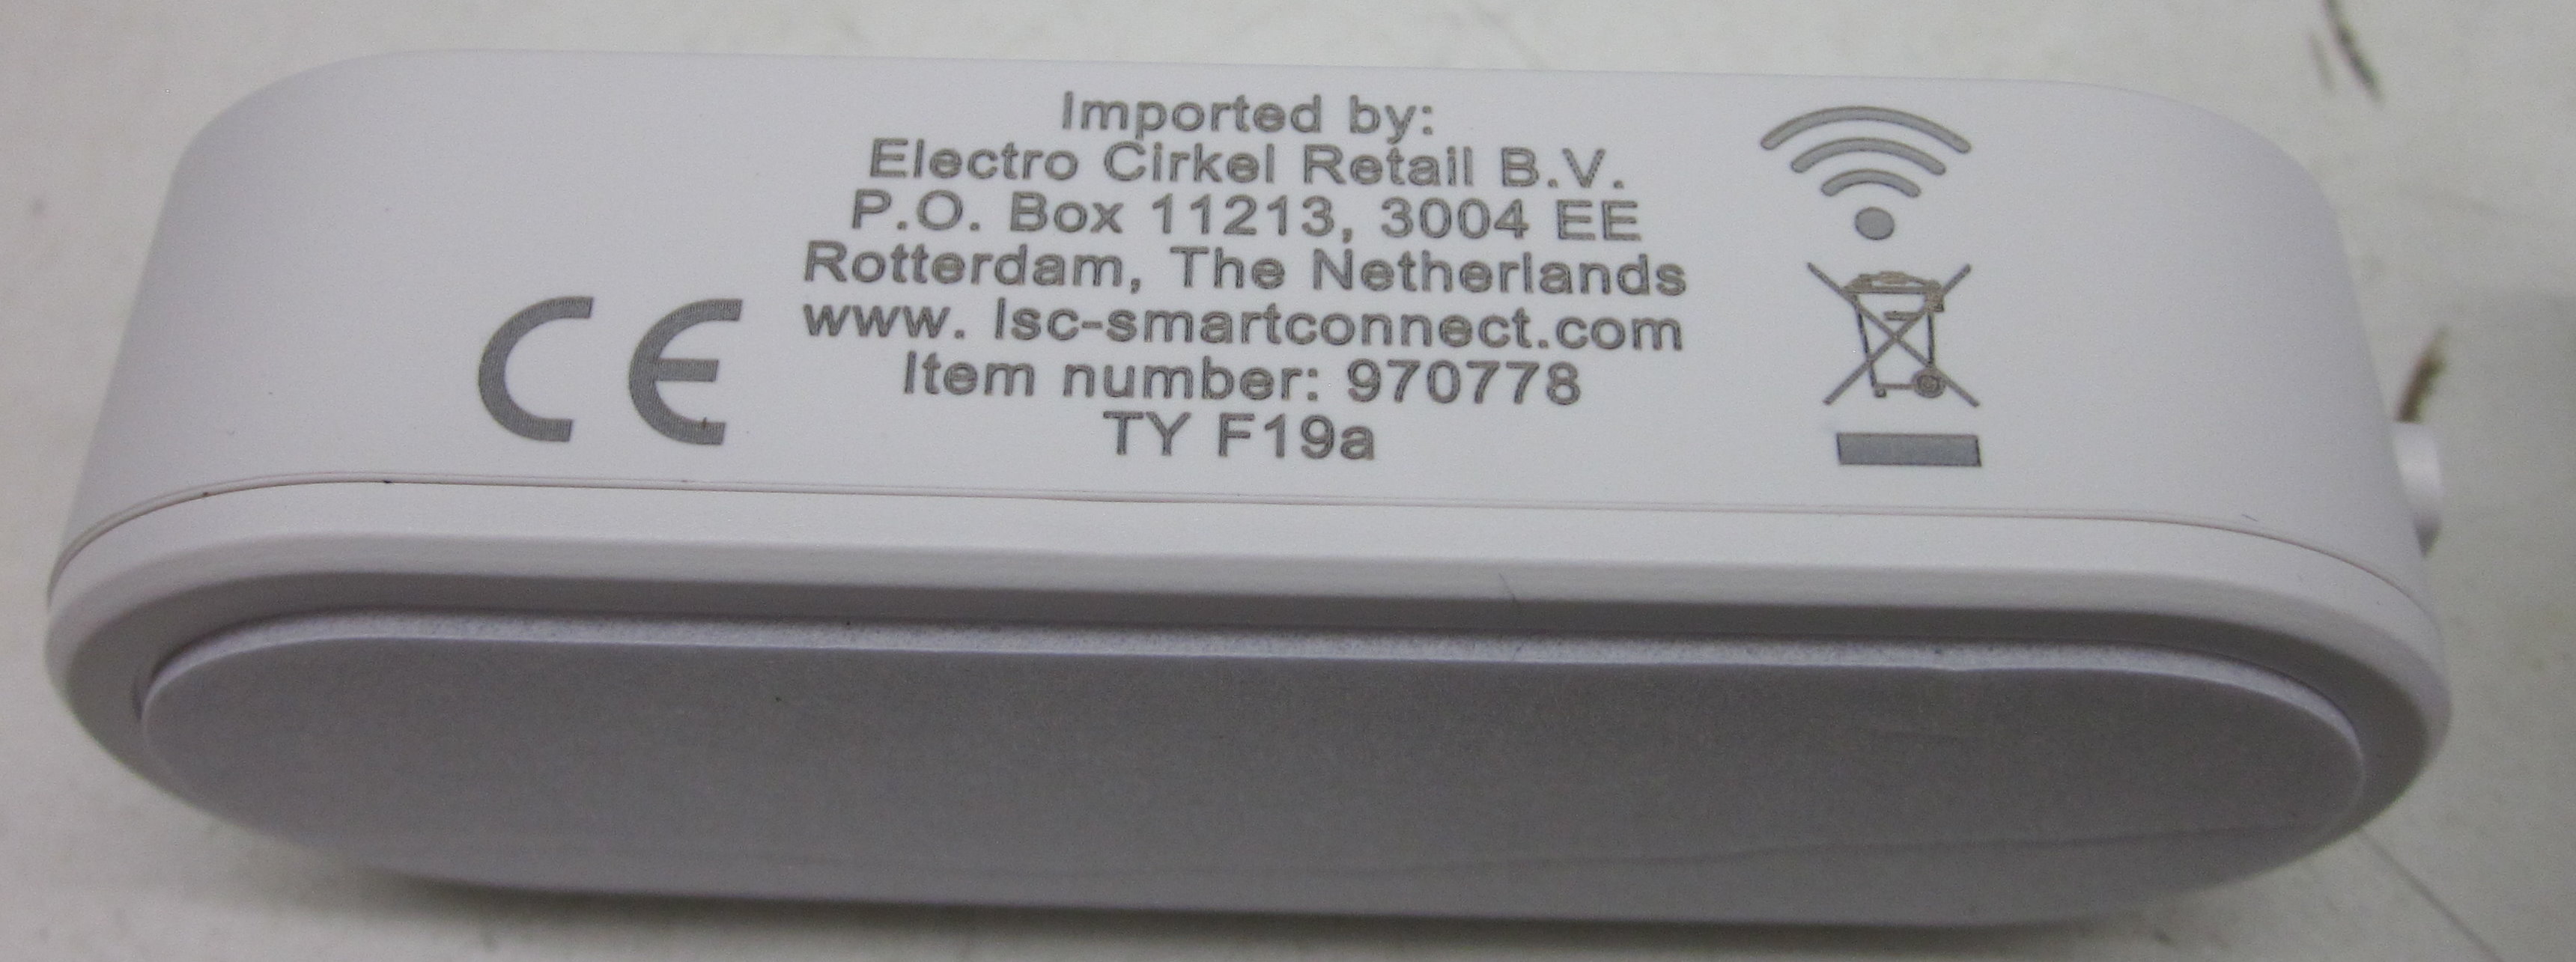 Imported by:
Electro Cirkel Retail B.V.
P.O. Box 11213, 3004 EE
Rotterdam, The Netherlands
www. lsc-smartconnect.com
Item number: 970778
TY F19a
CE